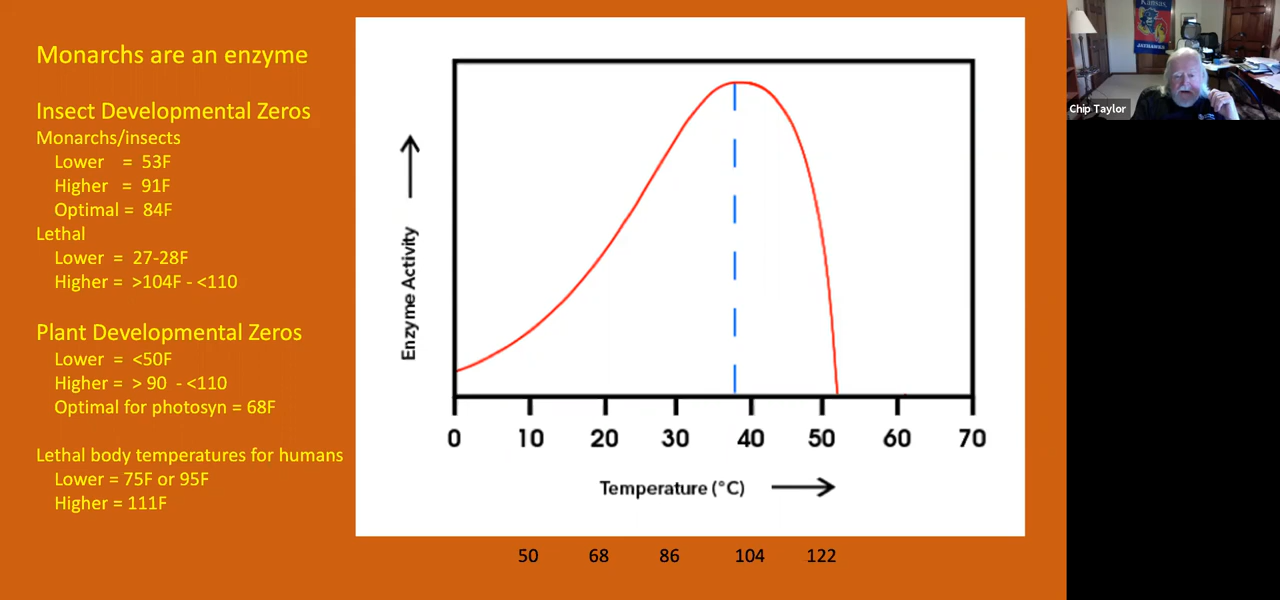 Monarchs are an enzyme
Insect Developmental Zeros
Monarchs/insects
Lower = 53F
Higher = 91F
Optimal = 84F
Lethal
Lower = 27-28F
Higher = >104F - <110
Plant Developmental Zeros
Lower = <50F
Higher = > 90 - <110
Optimal for photosyn = 68F
Lethal body temperatures for humans
Lower = 75F or 95F
Higher = 111F
Enzyme Activity
0 10 20 30 40 50 60 70
Temperature (°C)
50 68 86 104 122
Kansas
JAYHAWKS
Chip Taylor